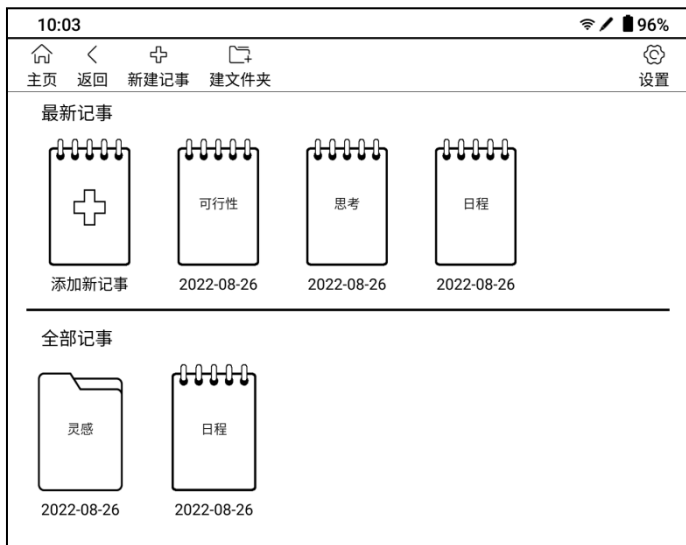 10:03 96%
主页 返回 新建记事 建文件夹 设置
最新记事
可行性 思考 日程
添加新记事 2022-08-26 2022-08-26 2022-08-26
全部记事
灵感 日程
2022-08-26 2022-08-26